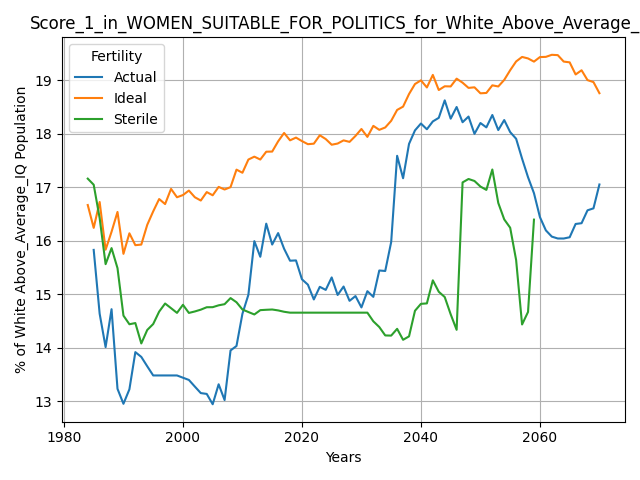 Score_1_in_WOMEN_SUITABLE_FOR_POLITICS_for_White_Above_Average_
Fertility
Actual
Ideal
Sterile
% of White Above_Average_IQ Population
19
18
17
16
15
14
13
1980
2000
2020
2040
2060
Years